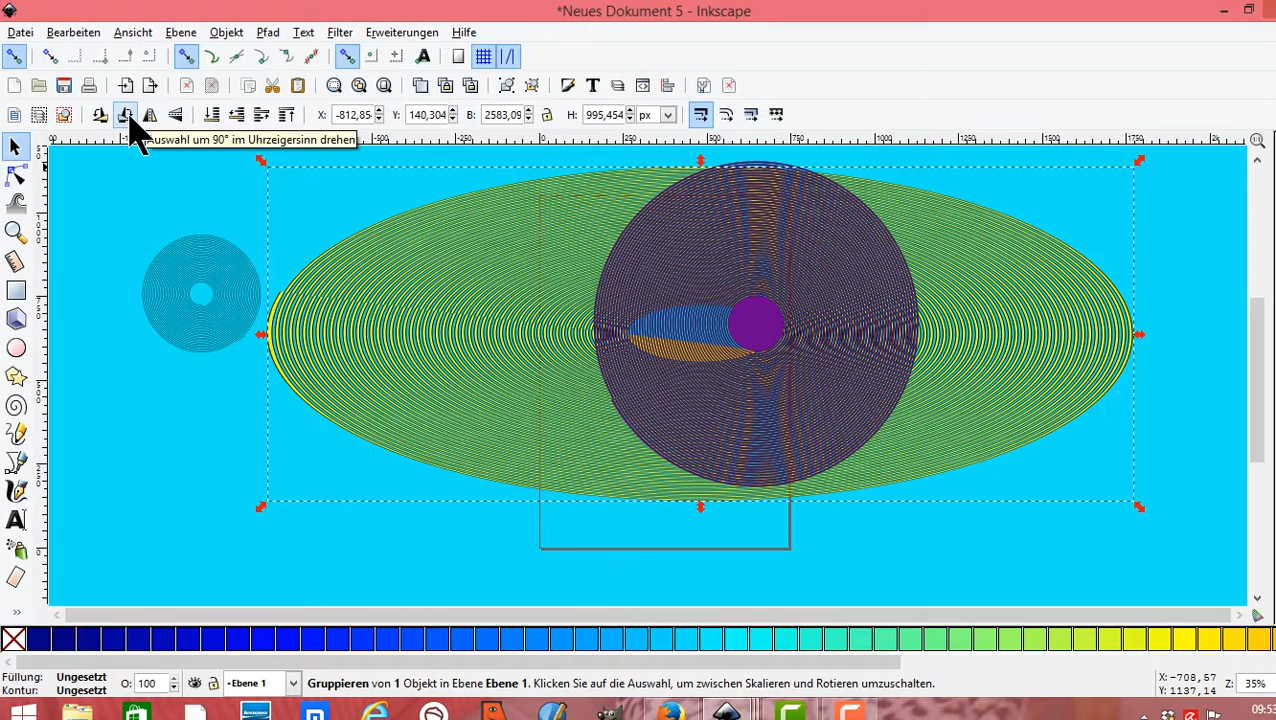 *Neues Dokument 5 - Inkscape
Datei Bearbeiten Ansicht Ebene Objekt Pfad Text Filter Erweiterungen Hilfe
X: -812,85 Y: 140,304 B: 2583,09 H: 995,454 px
Auswahl um 90° im Uhrzeigersinn drehen
Füllung: Ungesetzt
Kontur: Ungesetzt
O: 100
•Ebene 1
Gruppieren von 1 Objekt in Ebene Ebene 1. Klicken Sie auf die Auswahl, um zwischen Skalieren und Rotieren umzuschalten.
X: -708,57
Y: 1137,14
Z: 35%
09:53